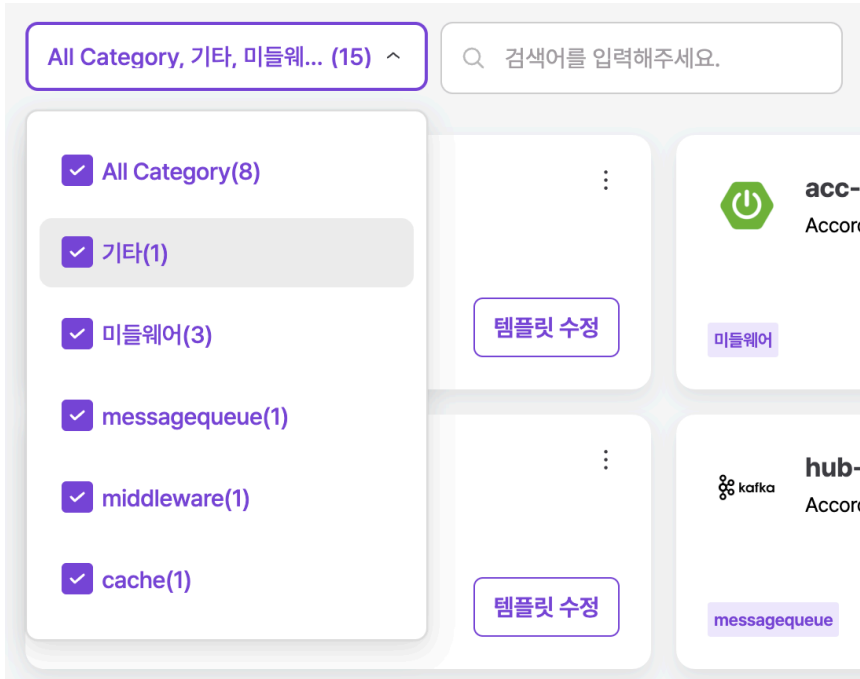 All Category, 기타, 미들웨... (15)
검색어를 입력해주세요.
All Category(8)
기타(1)
미들웨어(3)
messagequeue(1)
middleware(1)
cache(1)
템플릿 수정
acc-
Accor
미들웨어
템플릿 수정
kafka
hub-
Accor
messagequeue